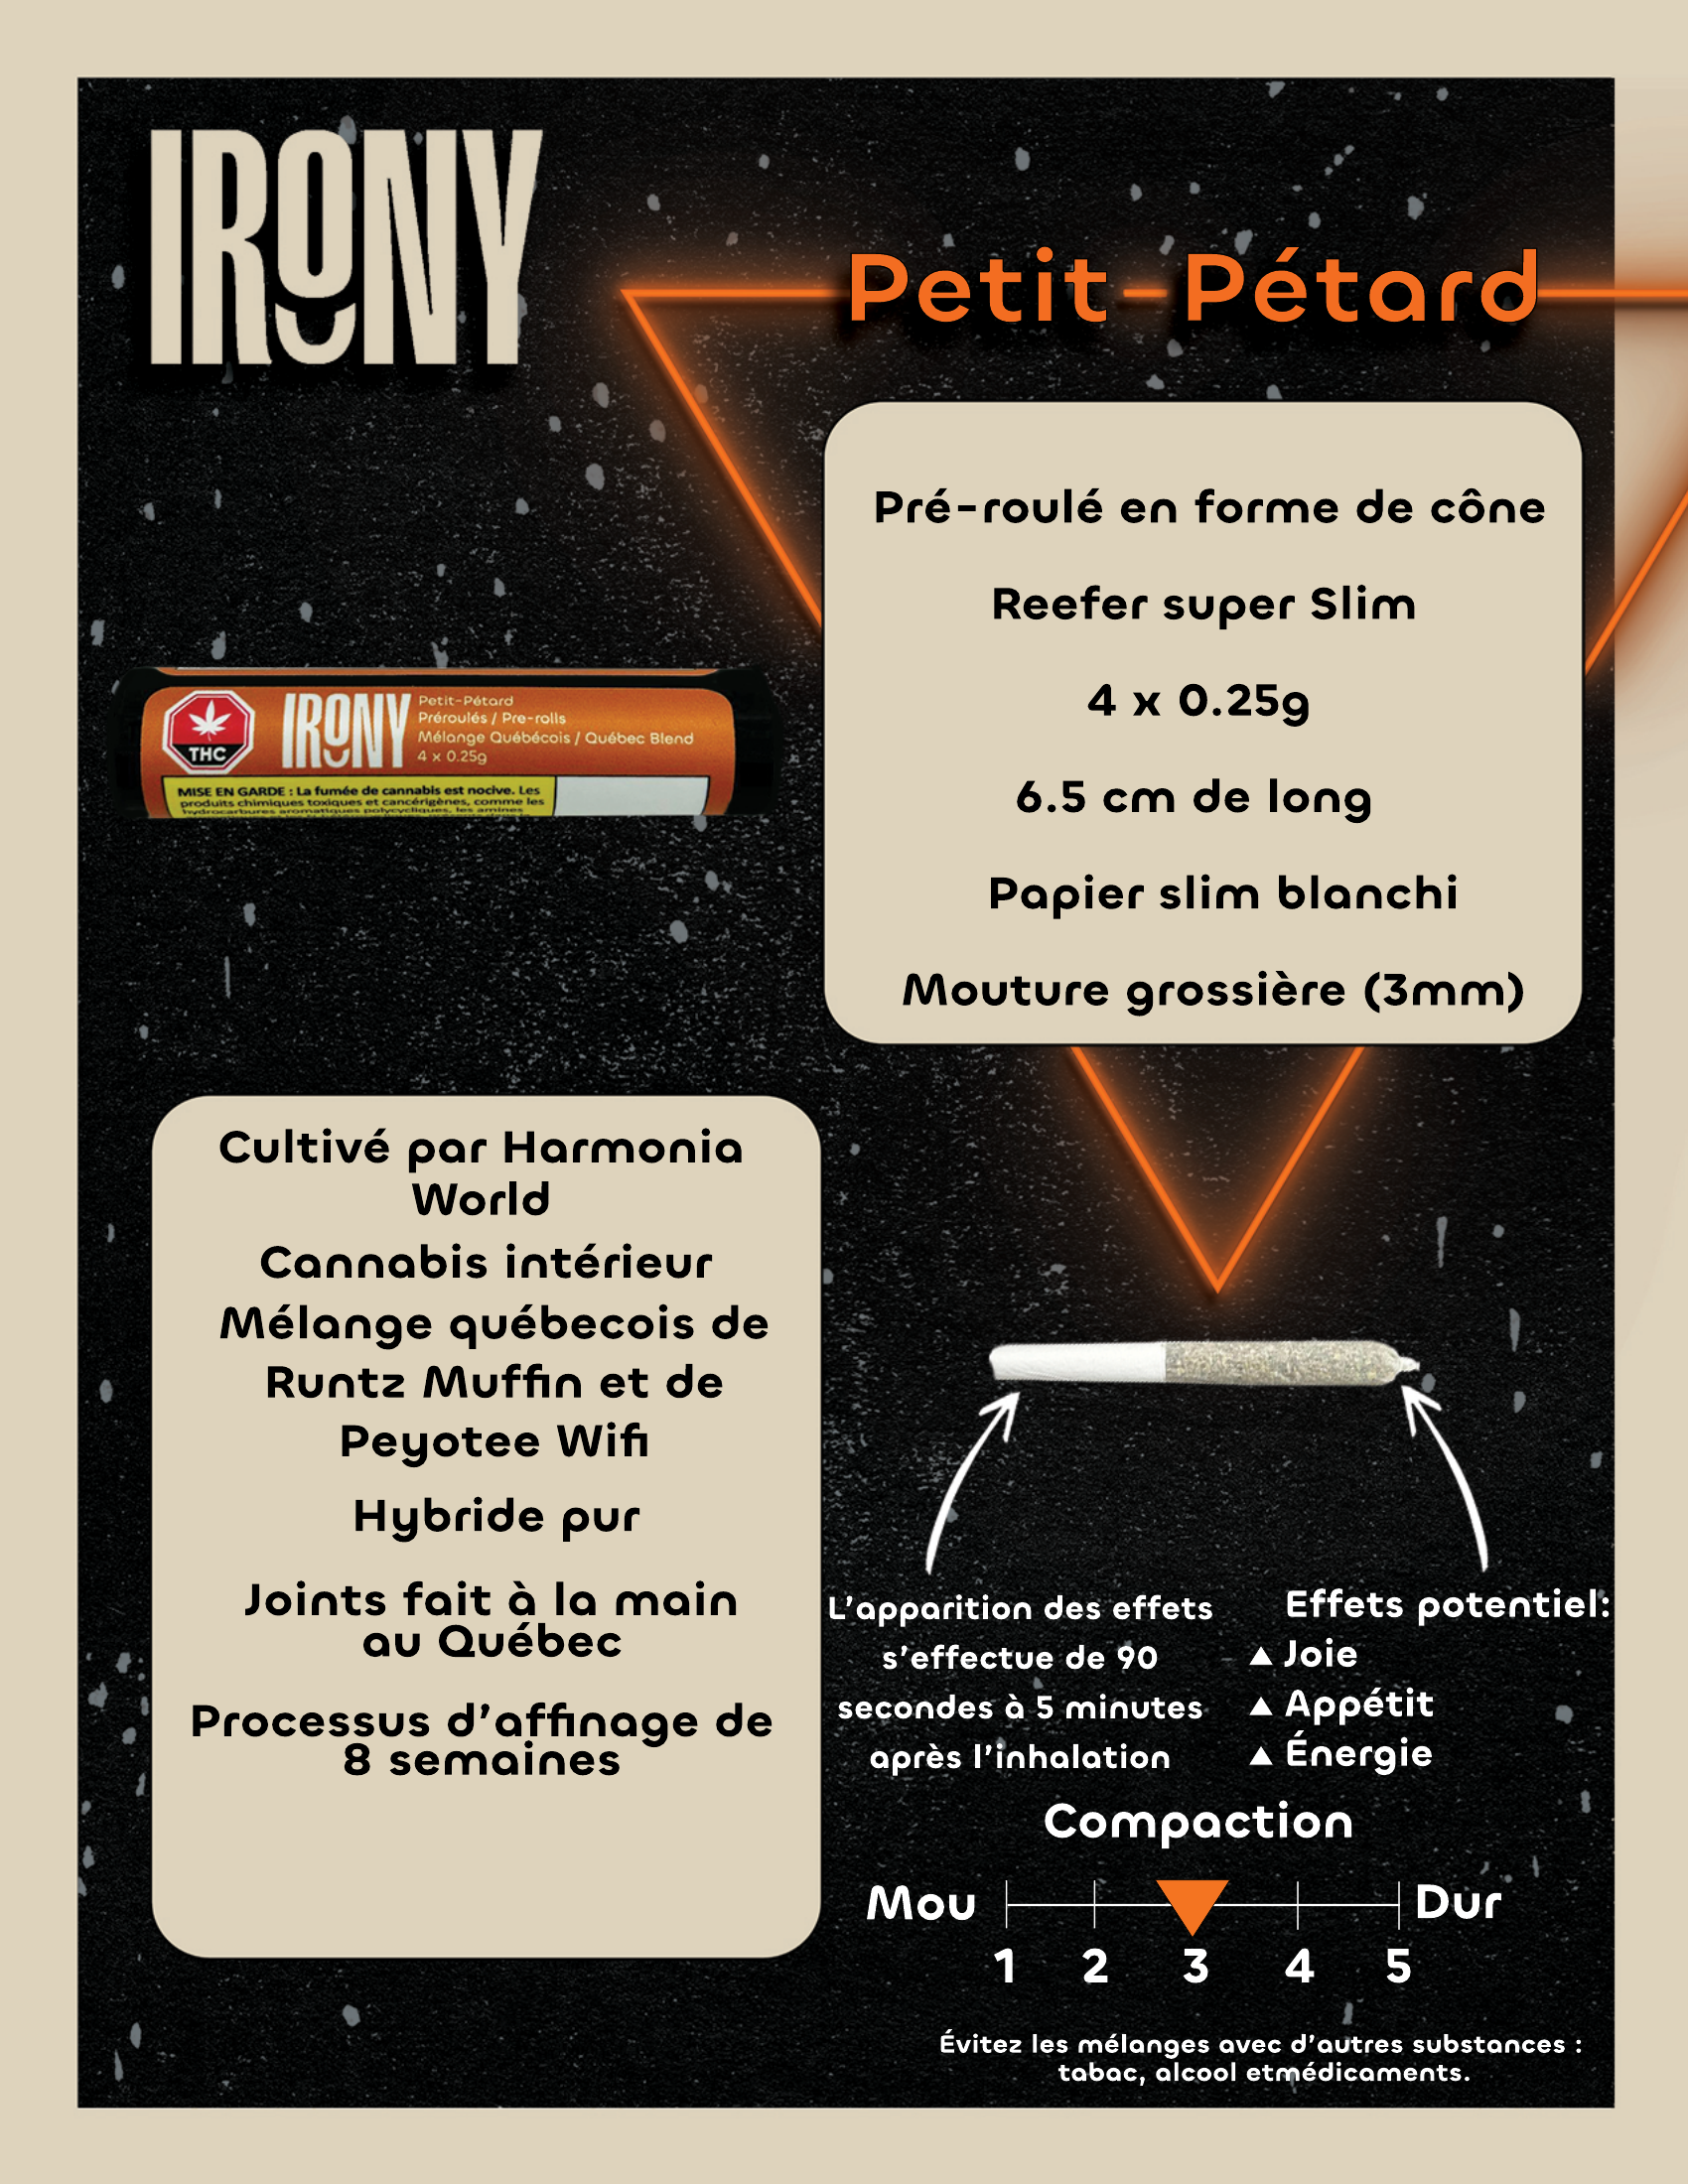 IRONY
Petit-Pétard
Pré-roulé en forme de cône
Reefer super Slim
4 x 0.25g
6.5 cm de long
Papier slim blanchi
Mouture grossière (3mm)
THC
IRONY
Petit-Pétard
Préroulés / Pre-rolls
Mélange Québécois / Québec Blend
4 x 0.25g
MISE EN GARDE : La fumée de cannabis est nocive. Les
produits chimiques toxiques et cancérigènes, comme les
hydrocarbures aromatiques polycycliques, les amines
Cultivé par Harmonia
World
Cannabis intérieur
Mélange québecois de
Runtz Muffin et de
Peyotee Wifi
Hybride pur
Joints fait à la main
au Québec
Processus d'affinage de
8 semaines
L'apparition des effets
s'effectue de 90
secondes à 5 minutes
après l'inhalation
Effets potentiel:
▲ Joie
▲ Appétit
▲ Énergie
Compaction
Mou Dur
1 2 3 4 5
Évitez les mélanges avec d'autres substances :
tabac, alcool etmédicaments.